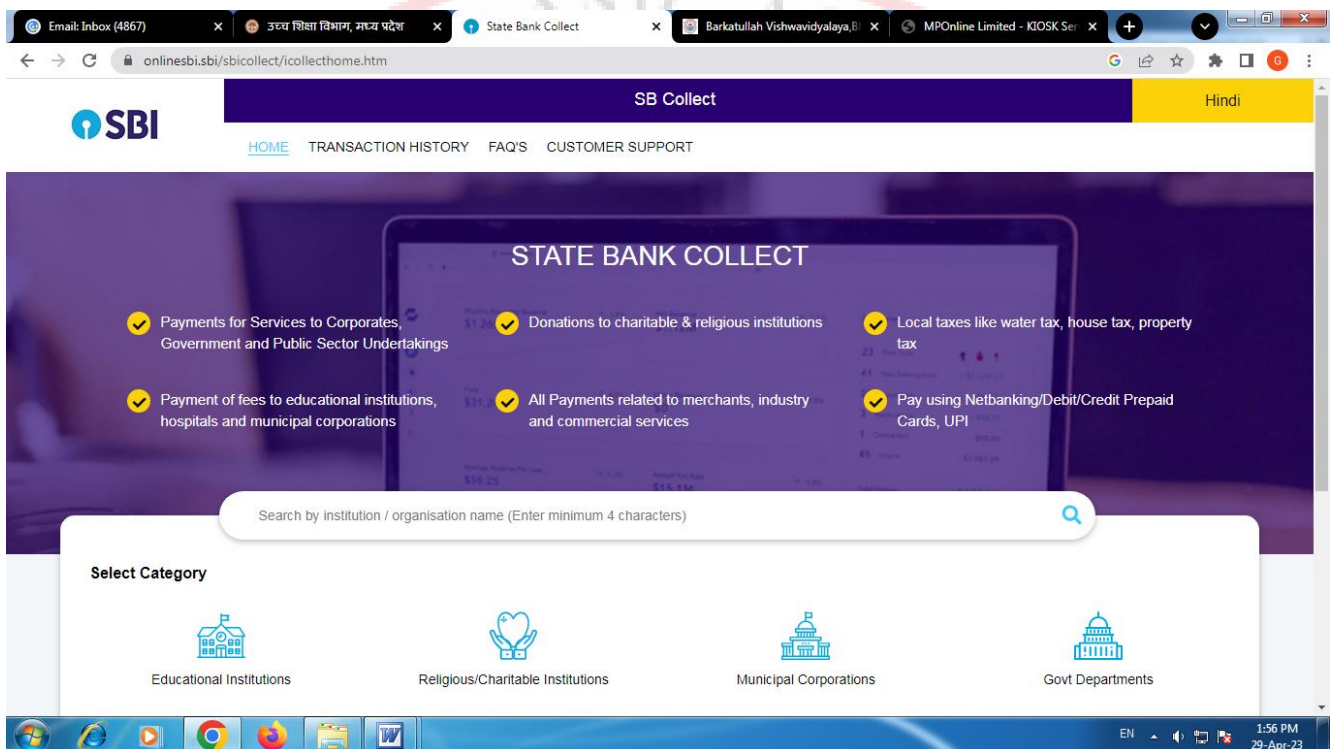 Email: Inbox (4867)
उच्च शिक्षा विभाग, मध्य प्रदेश
State Bank Collect
Barkatullah Vishwavidyalaya,B
MPOnline Limited - KIOSK Ser
onlinesbi.sbi/sbicollect/icollecthome.htm
G
SBI
SB Collect
Hindi
HOME TRANSACTION HISTORY FAQ'S CUSTOMER SUPPORT
STATE BANK COLLECT
Payments for Services to Corporates,
Government and Public Sector Undertakings
Donations to charitable & religious institutions
Local taxes like water tax, house tax, property
tax
Payment of fees to educational institutions,
hospitals and municipal corporations
All Payments related to merchants, industry
and commercial services
Pay using Netbanking/Debit/Credit Prepaid
Cards, UPI
$10.25
$15.1M
Search by institution / organisation name (Enter minimum 4 characters)
Select Category
Educational Institutions
Religious/Charitable Institutions
Municipal Corporations
Govt Departments
EN
1:56 PM
29-Apr-23